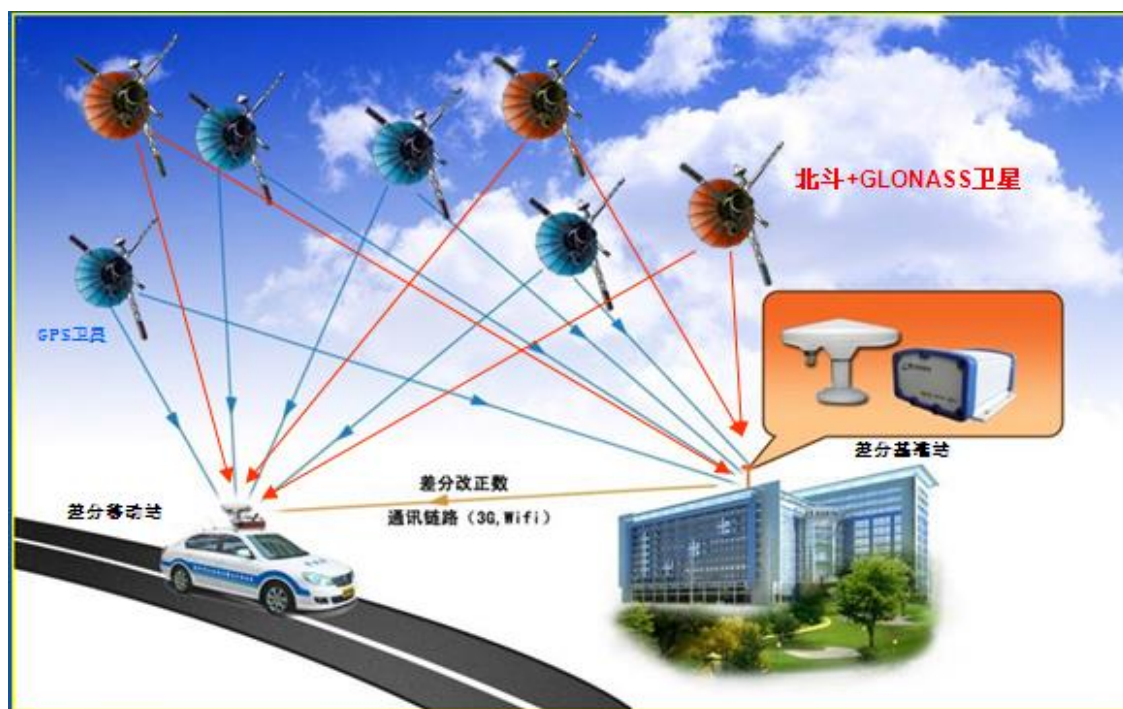 北斗+GLONASS卫星
GPS卫星
差分基准站
差分改正数
差分移动站
通讯链路（3G,Wifi）